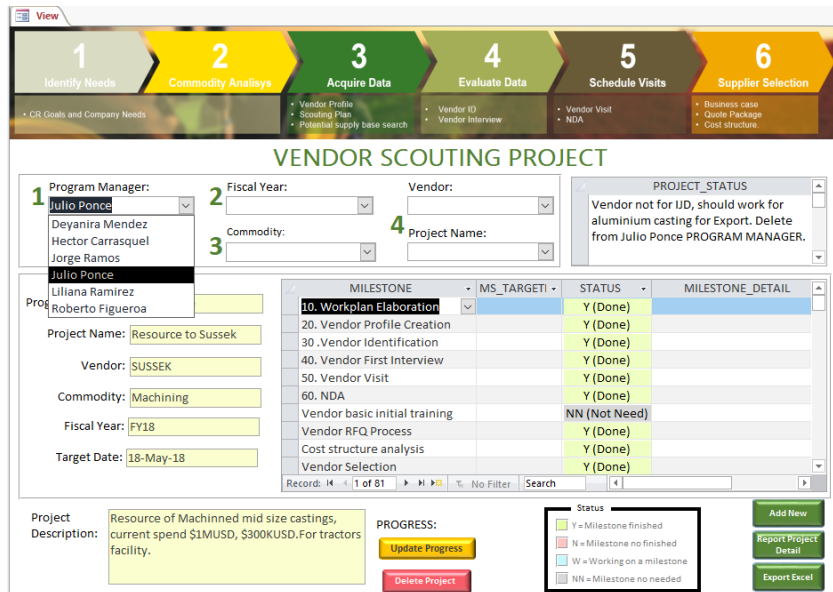 View
1
Identify Needs
2
Commodity Analisys
3
Acquire Data
4
Evaluate Data
5
Schedule Visits
6
Supplier Selection
• CR Goals and Company Needs
• Vendor Profile
• Scouting Plan
• Potential supply base search
• Vendor IO
• Vendor Interview
• Vendor Visit
• NDA
• Business case
• Quote Package
• Cost structure.
VENDOR SCOUTING PROJECT
1 Program Manager:
Julio Ponce
Deyanira Mendez
Hector Carrasquel
Jorge Ramos
Julio Ponce
Liliana Ramirez
Roberto Figueroa
2 Fiscal Year:
3 Commodity:
Vendor:
4 Project Name:
PROJECT_STATUS
Vendor not for IJD, should work for
aluminium casting for Export. Delete
from Julio Ponce PROGRAM MANAGER.
Project Name: Resource to Sussek
Vendor: SUSSEK
Commodity: Machining
Fiscal Year: FY18
Target Date: 18-May-18
MILESTONE MS_TARGETI STATUS MILESTONE_DETAIL
10. Workplan Elaboration Y (Done)
20. Vendor Profile Creation Y (Done)
30 .Vendor Identification Y (Done)
40. Vendor First Interview Y (Done)
50. Vendor Visit Y (Done)
60. NDA Y (Done)
Vendor basic initial training NN (Not Need)
Vendor RFQ Process Y (Done)
Cost structure analysis Y (Done)
Vendor Selection Y (Done)
Record: 1 of 81 No Filter Search
Project
Description:
Resource of Machinned mid size castings,
current spend $1MUSD, $300KUSD.For tractors
facility.
PROGRESS:
Update Progress
Delete Project
Status
Y = Milestone finished
N = Milestone no finished
W = Working on a milestone
NN = Milestone no needed
Add New
Report Project
Detail
Export Excel